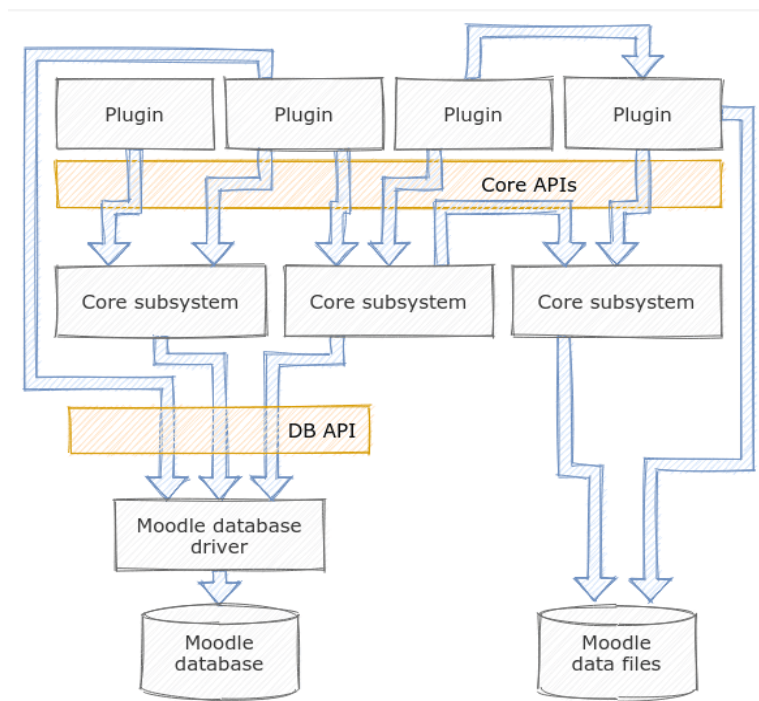 Plugin
Plugin
Plugin
Plugin
Core APIs
Core subsystem
Core subsystem
Core subsystem
DB API
Moodle database
driver
Moodle
database
Moodle
data files